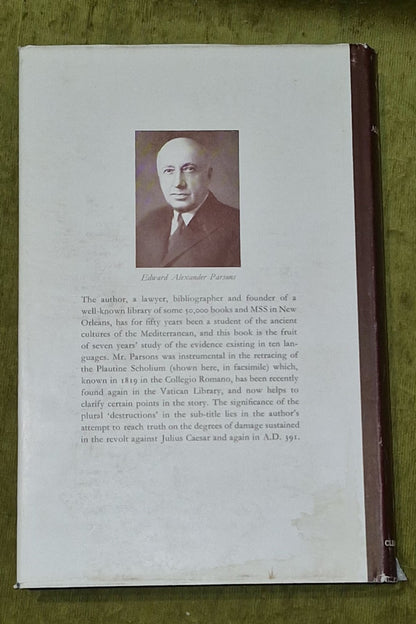 Edward Alexander Parsons
The author, a lawyer, bibliographer and founder of a
well-known library of some 50,000 books and MSS in New
Orleans, has for fifty years been a student of the ancient
cultures of the Mediterranean, and this book is the fruit
of seven years' study of the evidence existing in ten lan-
guages. Mr. Parsons was instrumental in the retracing of
the Plautine Scholium (shown here, in facsimile) which,
known in 1819 in the Collegio Romano, has been recently
found again in the Vatican Library, and now helps to
clarify certain points in the story. The significance of the
plural 'destructions' in the sub-title lies in the author's
attempt to reach truth on the degrees of damage sustained
in the revolt against Julius Caesar and again in A.D. 391.